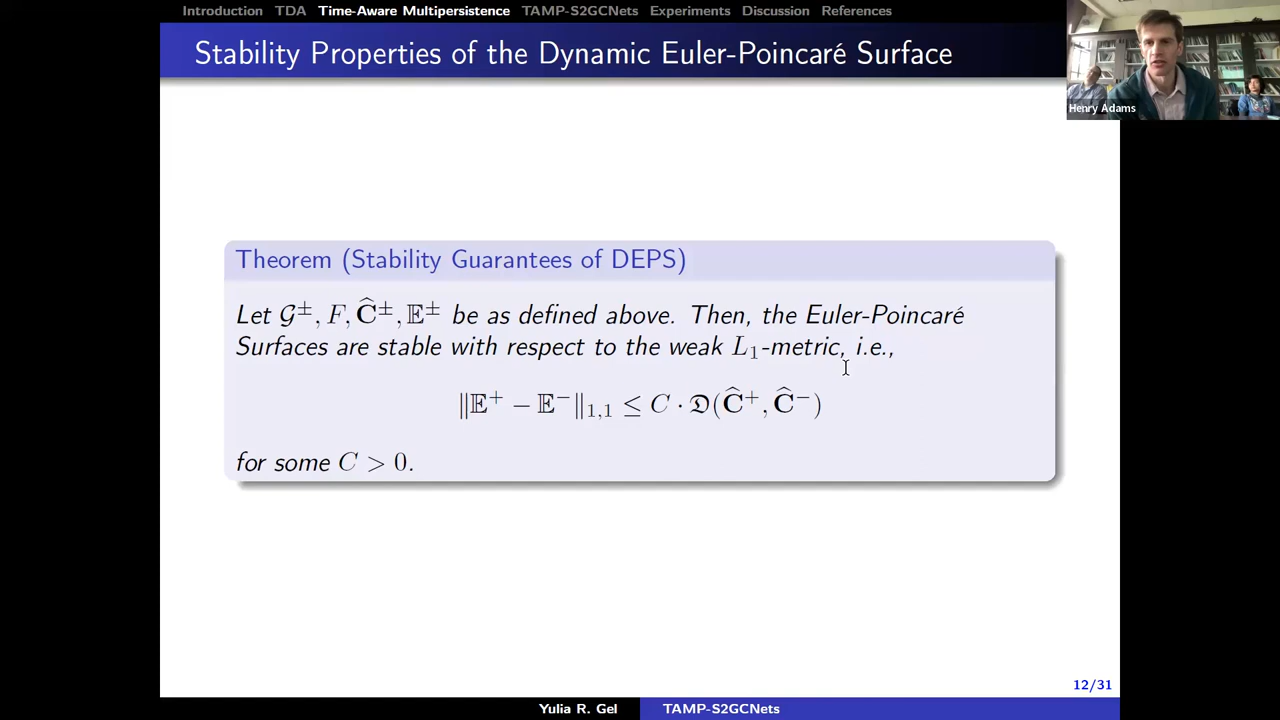 Introduction TDA Time-Aware Multipersistence TAMP-S2GCNets Experiments Discussion References
Stability Properties of the Dynamic Euler-Poincaré Surface
Henry Adams
Theorem (Stability Guarantees of DEPS)
Let 𝒢±, F, Ĉ±, 𝔼± be as defined above. Then, the Euler-Poincaré
Surfaces are stable with respect to the weak L₁-metric, i.e.,
‖𝔼⁺ − 𝔼⁻‖₁,₁ ≤ C · 𝔇(Ĉ⁺, Ĉ⁻)
for some C > 0.
12/31
Yulia R. Gel TAMP-S2GCNets